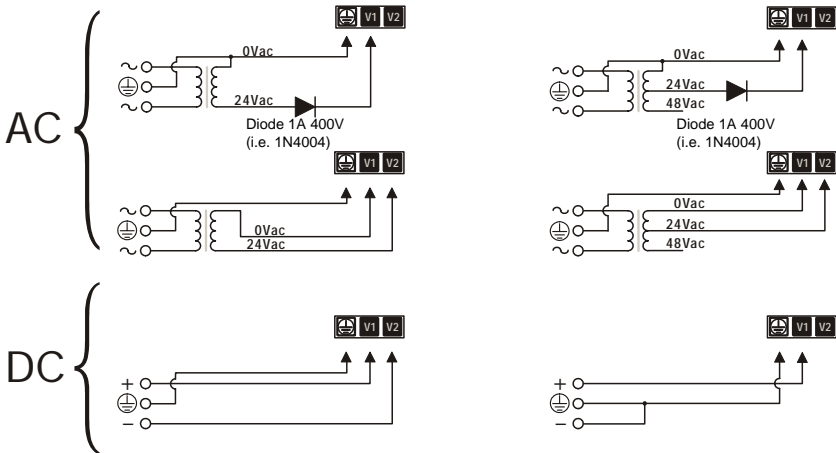 AC
V1 V2
0Vac
24Vac
Diode 1A 400V
(i.e. 1N4004)
V1 V2
0Vac
24Vac
48Vac
Diode 1A 400V
(i.e. 1N4004)
V1 V2
0Vac
24Vac
V1 V2
0Vac
24Vac
48Vac
DC
V1 V2
+
−
V1 V2
+
−